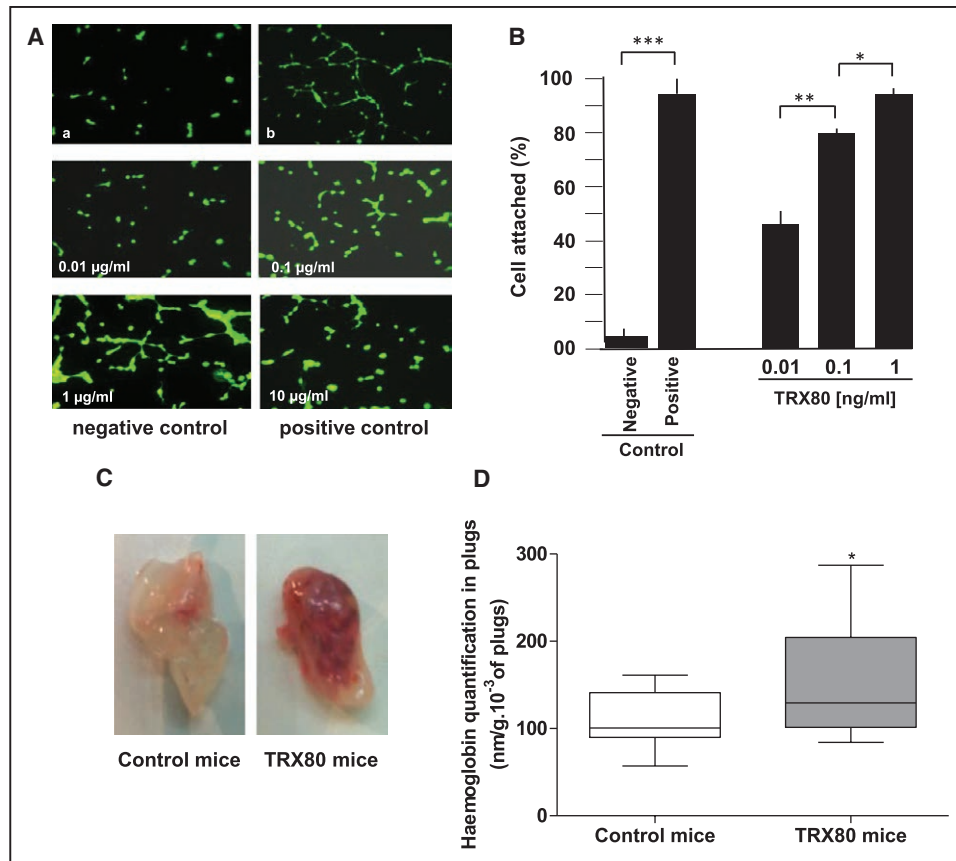 A
a
b
0.01 µg/ml
0.1 µg/ml
1 µg/ml
10 µg/ml
negative control
positive control
B
***
**
*
Cell attached (%)
100
80
60
40
20
00
Negative
Positive
Control
0.01 0.1 1
TRX80 [ng/ml]
C
Control mice
TRX80 mice
D
Haemoglobin quantification in plugs
(nm/g.10⁻³ of plugs)
300
200
100
0
*
Control mice
TRX80 mice